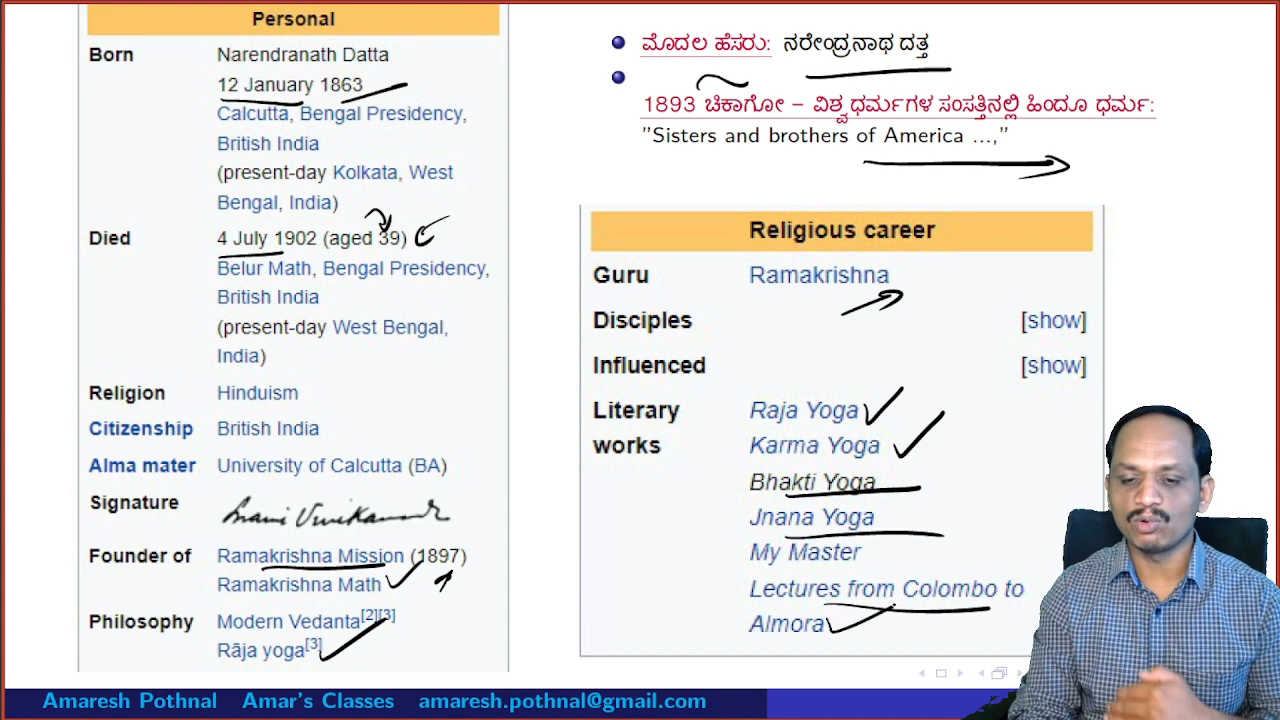 Personal
Born Narendranath Datta
12 January 1863
Calcutta, Bengal Presidency,
British India
(present-day Kolkata, West
Bengal, India)
Died 4 July 1902 (aged 39)
Belur Math, Bengal Presidency,
British India
(present-day West Bengal,
India)
Religion Hinduism
Citizenship British India
Alma mater University of Calcutta (BA)
Signature
Founder of Ramakrishna Mission (1897)
Ramakrishna Math
Philosophy Modern Vedanta[2][3]
Rāja yoga[3]
ಮೊದಲ ಹೆಸರು: ನರೇಂದ್ರನಾಥ ದತ್ತ
1893 ಚಿಕಾಗೋ – ವಿಶ್ವಧರ್ಮಗಳ ಸಂಸತ್ತಿನಲ್ಲಿ ಹಿಂದೂ ಧರ್ಮ:
”Sisters and brothers of America ...,”
Religious career
Guru Ramakrishna
Disciples [show]
Influenced [show]
Literary Raja Yoga
works Karma Yoga
Bhakti Yoga
Jnana Yoga
My Master
Lectures from Colombo to
Almora
Amaresh Pothnal Amar's Classes amaresh.pothnal@gmail.com